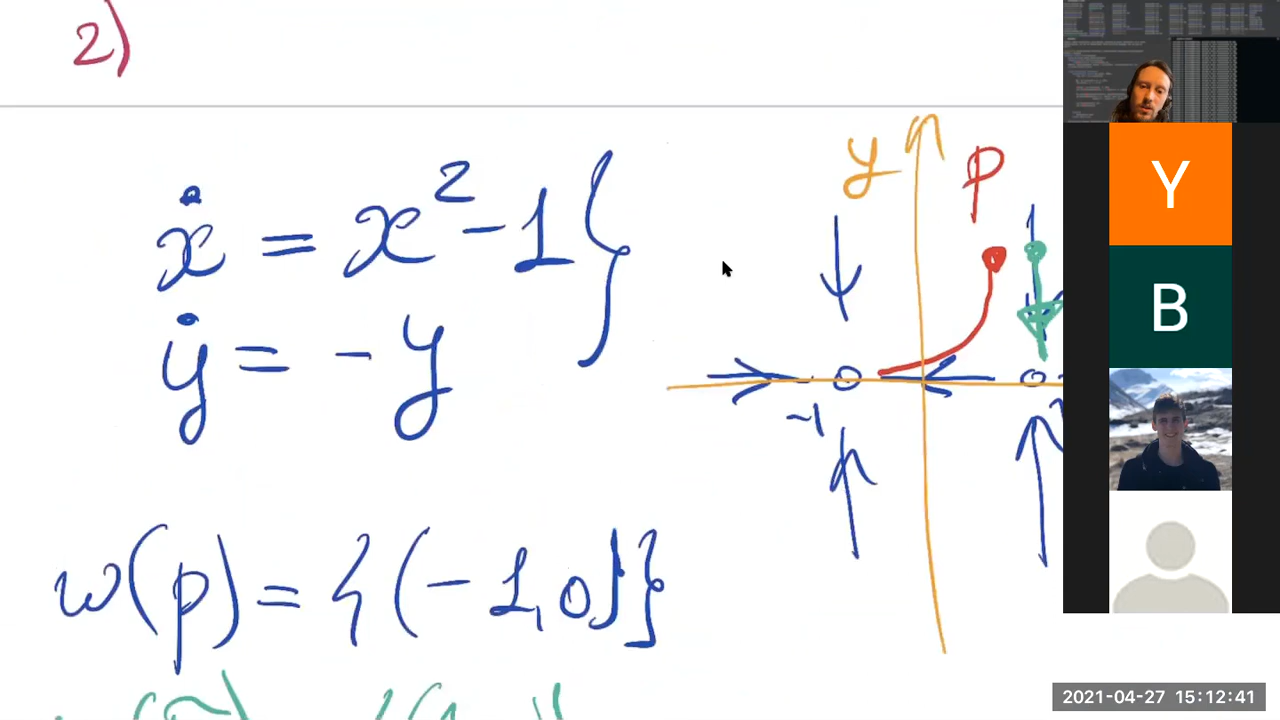 2)
ẋ = x² - 1 }
ẏ = - y
ω(p) = {(-1, 0)}
y
p
-1
Y
B
2021-04-27 15:12:41